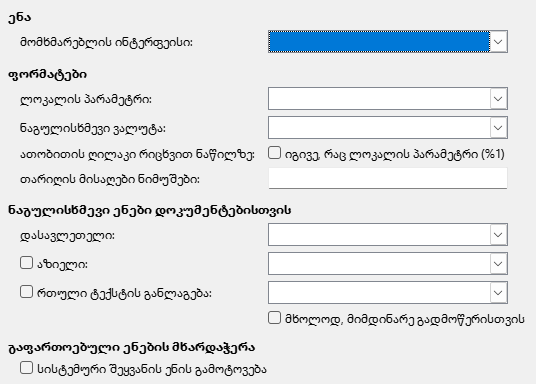 ენა
მომხმარებლის ინტერფეისი:
ფორმატები
ლოკალის პარამეტრი:
ნაგულისხმევი ვალუტა:
ათობითის ღილაკი რიცხვით ნაწილზე: იგივე, რაც ლოკალის პარამეტრი (%1)
თარიღის მისაღები ნიმუშები:
ნაგულისხმევი ენები დოკუმენტებისთვის
დასავლეთელი:
აზიელი:
რთული ტექსტის განლაგება:
მხოლოდ, მიმდინარე გადმოწერისთვის
გაფართოებული ენების მხარდაჭერა
სისტემური შეყვანის ენის გამოტოვება